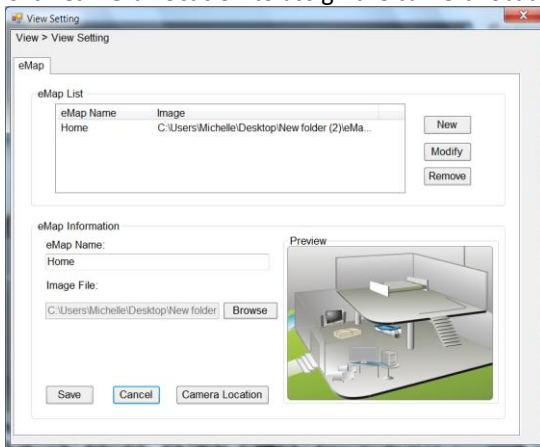 View Setting
View > View Setting
eMap
eMap List
eMap Name Image
Home C:\Users\Michelle\Desktop\New folder (2)\eMa...
New
Modify
Remove
eMap Information
eMap Name:
Home
Image File:
C:\Users\Michelle\Desktop\New folder Browse
Preview
Save Cancel Camera Location